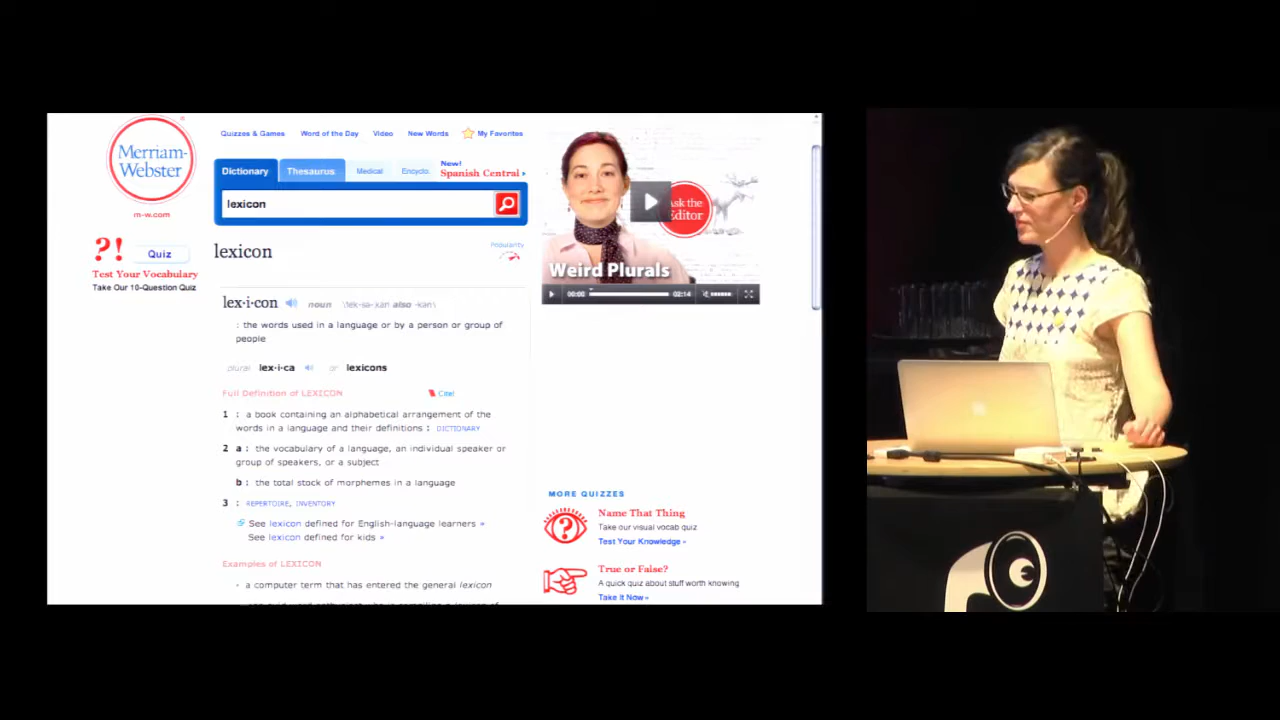 Merriam-
Webster
®
m-w.com
?! Quiz
Test Your Vocabulary
Take Our 10-Question Quiz
Quizzes & Games Word of the Day Video New Words My Favorites
Dictionary Thesaurus Medical Encyclo. New!
Spanish Central
lexicon
lexicon
Popularity
lex·i·con noun also
: the words used in a language or by a person or group of
people
plural lex·i·ca or lexicons
Full Definition of LEXICON Cite!
1 : a book containing an alphabetical arrangement of the
words in a language and their definitions : DICTIONARY
2 a : the vocabulary of a language, an individual speaker or
group of speakers, or a subject
b : the total stock of morphemes in a language
3 : REPERTOIRE, INVENTORY
See lexicon defined for English-language learners »
See lexicon defined for kids »
Examples of LEXICON
· a computer term that has entered the general lexicon
Ask the
Editor
Weird Plurals
00:00 02:14
MORE QUIZZES
Name That Thing
Take our visual vocab quiz
Test Your Knowledge »
True or False?
A quick quiz about stuff worth knowing
Take It Now »